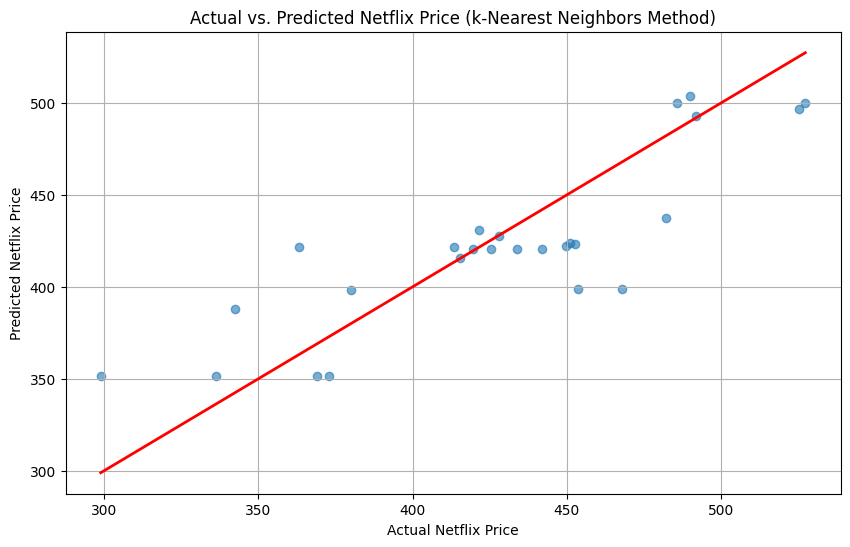 Actual vs. Predicted Netflix Price (k-Nearest Neighbors Method)
Predicted Netflix Price
500
450
400
350
300
300 350 400 450 500
Actual Netflix Price